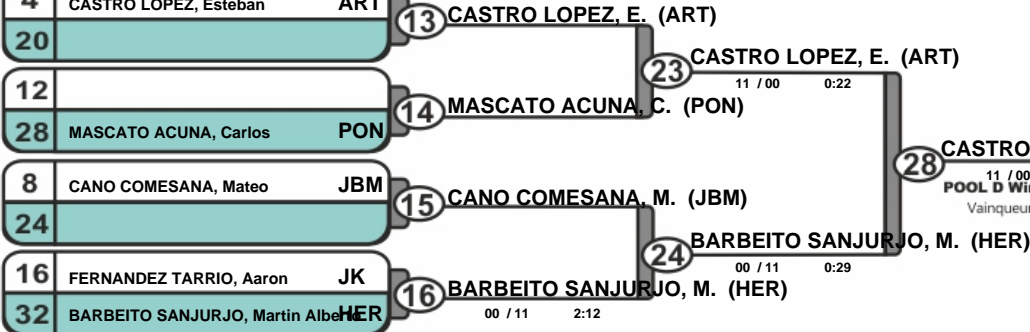 4 CASTRO LOPEZ, Esteban ART
20
13 CASTRO LOPEZ, E. (ART)
23 CASTRO LOPEZ, E. (ART)
11 / 00 0:22
12
28 MASCATO ACUNA, Carlos PON
14 MASCATO ACUNA, C. (PON)
28 CASTRO
11 / 00
POOL D Wi
Vainqueur
8 CANO COMESANA, Mateo JBM
24
15 CANO COMESANA, M. (JBM)
24 BARBEITO SANJURJO, M. (HER)
00 / 11 0:29
16 FERNANDEZ TARRIO, Aaron JK
32 BARBEITO SANJURJO, Martin Alberto HER
16 BARBEITO SANJURJO, M. (HER)
00 / 11 2:12